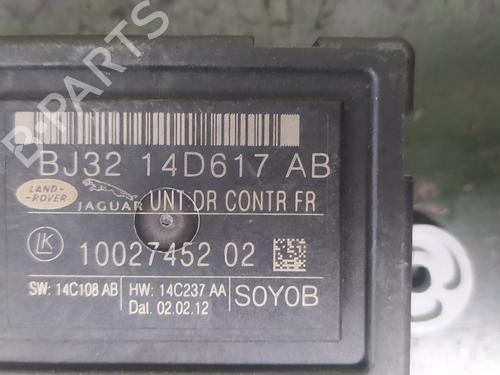 B-PARTS
BJ32 14D617 AB
LAND-
-ROVER
JAGUAR UNT DR CONTR FR
LK 10027452 02
SW: 14C108 AB HW: 14C237 AA S0Y0B
Dat. 02.02.12